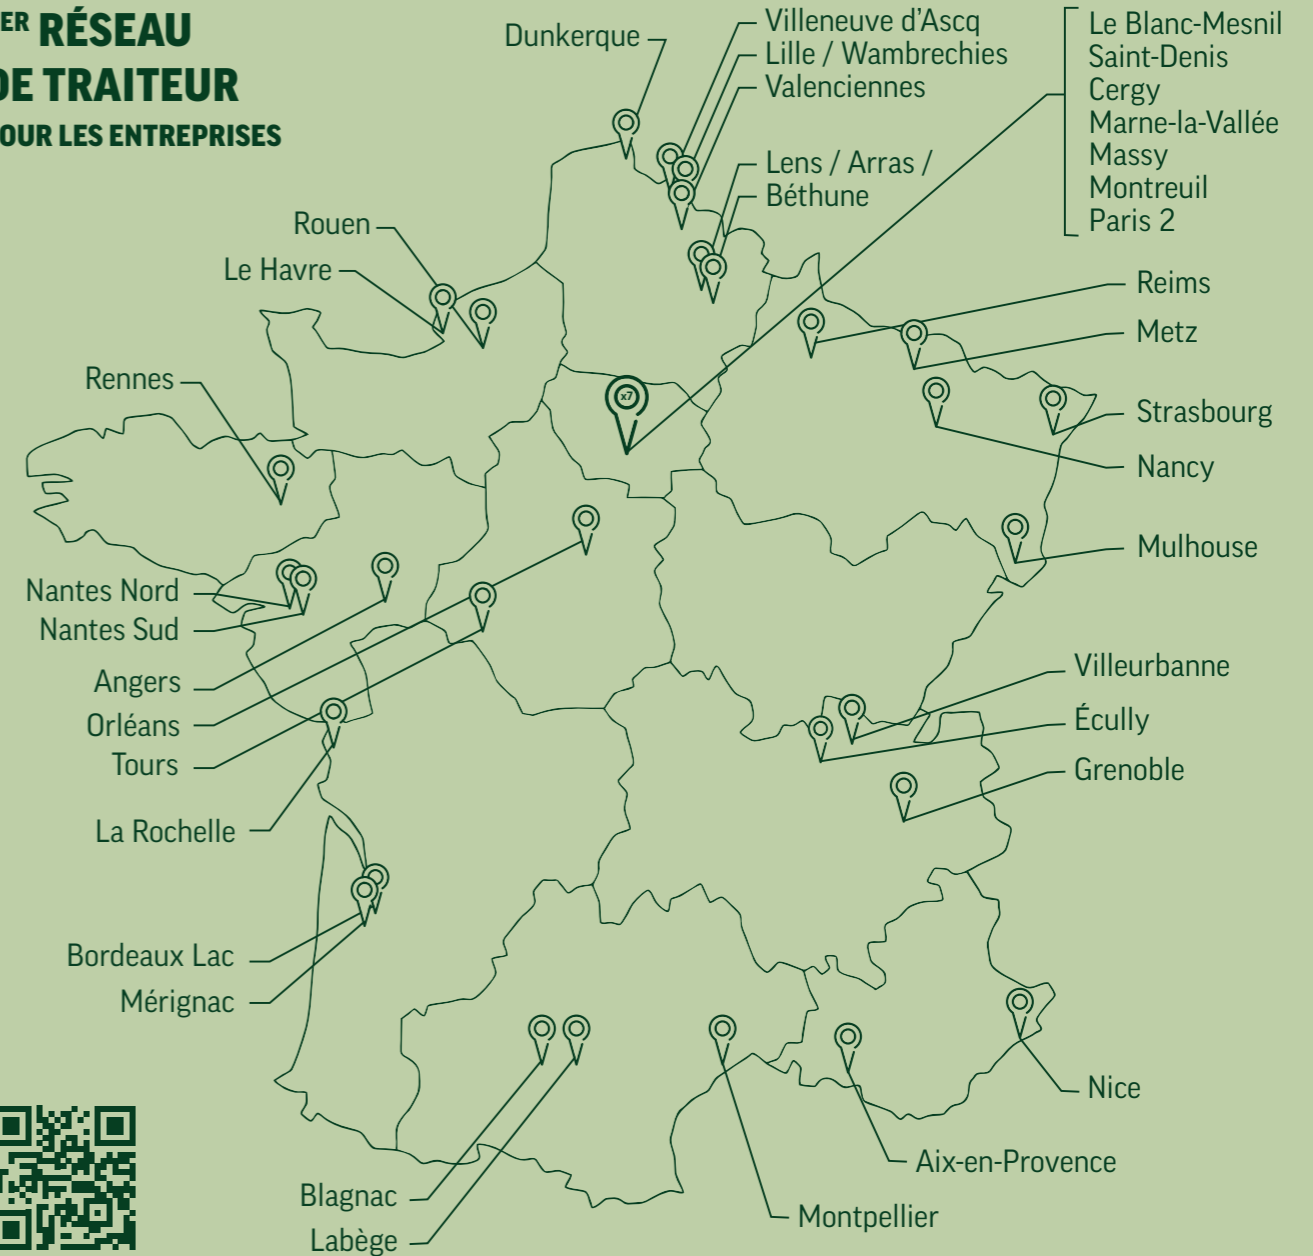 ER RÉSEAU
DE TRAITEUR
OUR LES ENTREPRISES
Dunkerque
Villeneuve d'Ascq
Lille / Wambrechies
Valenciennes
Lens / Arras /
Béthune
Le Blanc-Mesnil
Saint-Denis
Cergy
Marne-la-Vallée
Massy
Montreuil
Paris 2
Rouen
Le Havre
Reims
Metz
Rennes
x7
Strasbourg
Nancy
Mulhouse
Nantes Nord
Nantes Sud
Angers
Orléans
Tours
La Rochelle
Villeurbanne
Écully
Grenoble
Bordeaux Lac
Mérignac
Nice
Aix-en-Provence
Montpellier
Blagnac
Labège